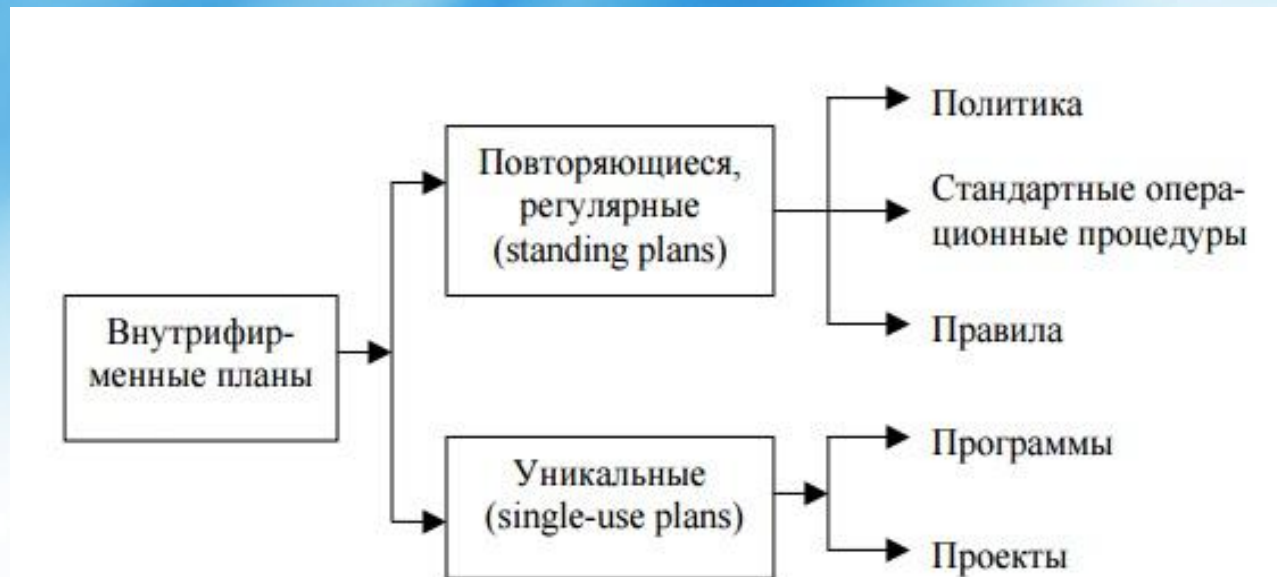 Внутрифир-
менные планы
Повторяющиеся,
регулярные
(standing plans)
Политика
Стандартные опера-
ционные процедуры
Правила
Уникальные
(single-use plans)
Программы
Проекты